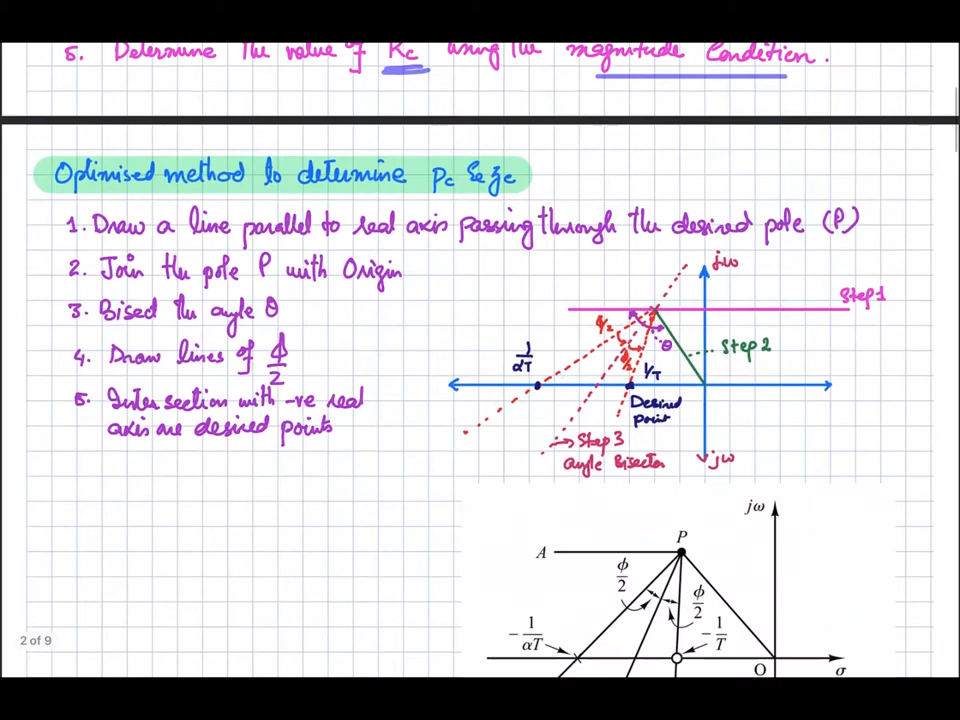 5. Determine the value of Kc using the magnitude Condition.
Optimised method to determine pc & zc
1. Draw a line parallel to real axis passing through the desired pole (P)
2. Join the pole P with Origin
3. Bisect the angle θ
4. Draw lines of ϕ/2
5. Intersection with -ve real
axis are desired points
jω
Step 1
ϕ/2
θ
Step 2
ϕ/2
1/αT
1/T
Desired
point
→ Step 3
angle Bisector
jω
jω
P
A
ϕ/2
ϕ/2
-1/αT
-1/T
O
σ
2 of 9